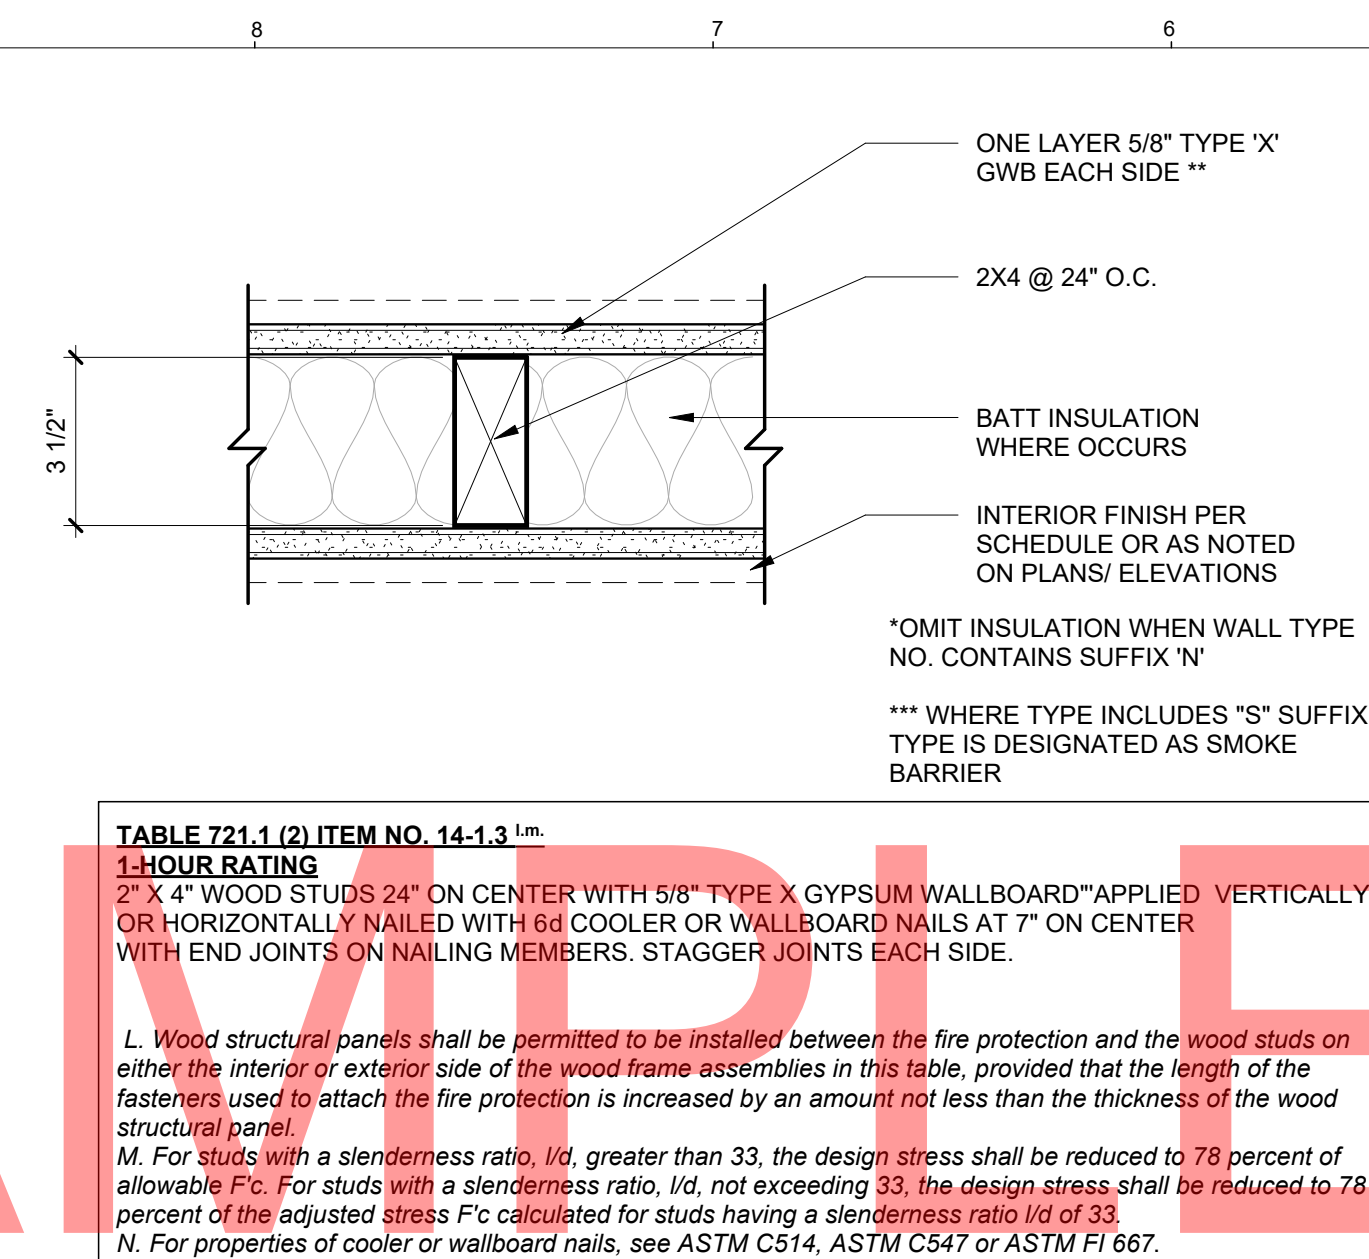 8 7 6
ONE LAYER 5/8" TYPE 'X'
GWB EACH SIDE **
2X4 @ 24" O.C.
3 1/2"
BATT INSULATION
WHERE OCCURS
INTERIOR FINISH PER
SCHEDULE OR AS NOTED
ON PLANS/ ELEVATIONS
*OMIT INSULATION WHEN WALL TYPE
NO. CONTAINS SUFFIX 'N'
*** WHERE TYPE INCLUDES "S" SUFFIX
TYPE IS DESIGNATED AS SMOKE
BARRIER
TABLE 721.1 (2) ITEM NO. 14-1.3 l.m.
1-HOUR RATING
2" X 4" WOOD STUDS 24" ON CENTER WITH 5/8" TYPE X GYPSUM WALLBOARD"'APPLIED VERTICALLY
OR HORIZONTALLY NAILED WITH 6d COOLER OR WALLBOARD NAILS AT 7" ON CENTER
WITH END JOINTS ON NAILING MEMBERS. STAGGER JOINTS EACH SIDE.
L. Wood structural panels shall be permitted to be installed between the fire protection and the wood studs on
either the interior or exterior side of the wood frame assemblies in this table, provided that the length of the
fasteners used to attach the fire protection is increased by an amount not less than the thickness of the wood
structural panel.
M. For studs with a slenderness ratio, l/d, greater than 33, the design stress shall be reduced to 78 percent of
allowable F'c. For studs with a slenderness ratio, l/d, not exceeding 33, the design stress shall be reduced to 78
percent of the adjusted stress F'c calculated for studs having a slenderness ratio l/d of 33.
N. For properties of cooler or wallboard nails, see ASTM C514, ASTM C547 or ASTM FI 667.
AMPLE